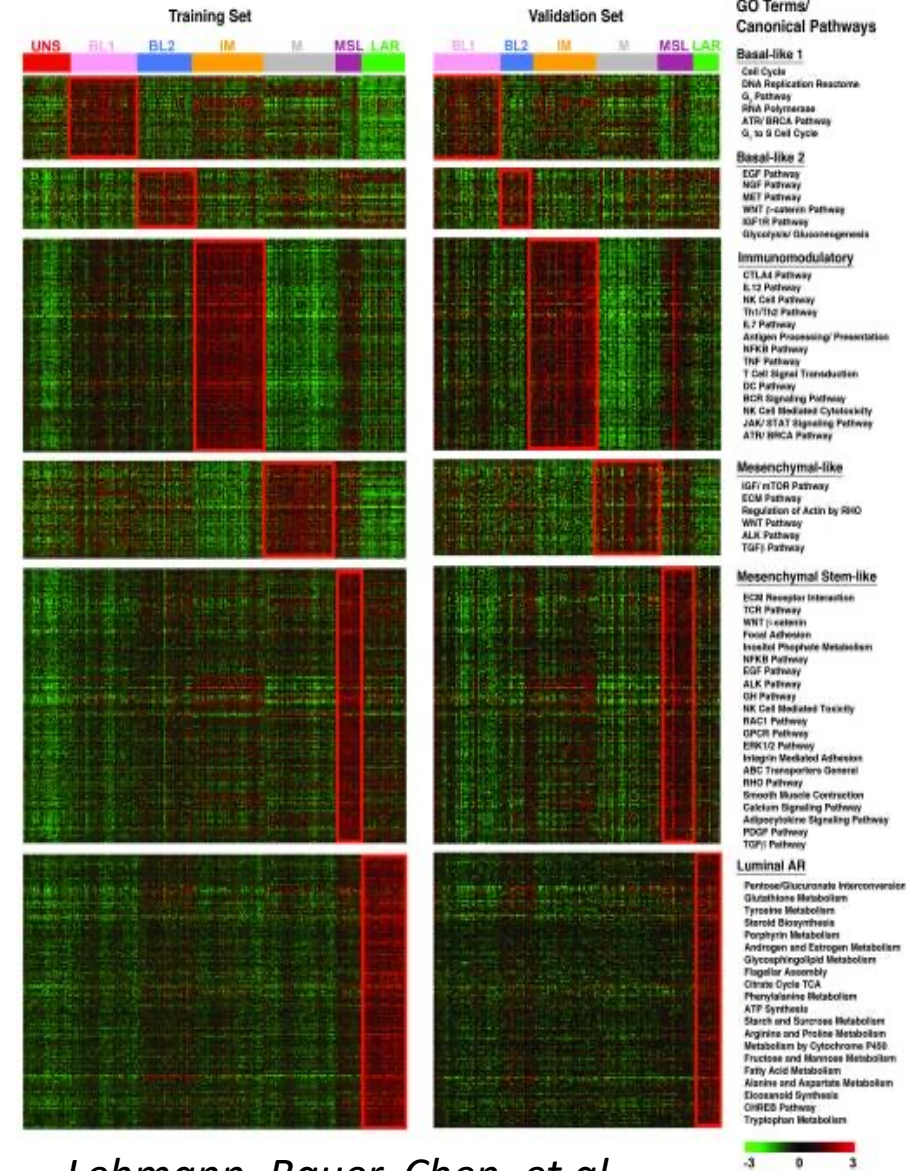 Training Set
Validation Set
GO Terms/
Canonical Pathways
UNS BL1 BL2 IM M MSL LAR
BL1 BL2 IM M MSL LAR
Basal-like 1
Cell Cycle
DNA Replication Reactome
G2 Pathway
RNA Polymerase
ATR/ BRCA Pathway
G1 to S Cell Cycle
Basal-like 2
EGF Pathway
NGF Pathway
MET Pathway
WNT β-catenin Pathway
IGF1R Pathway
Glycolysis/ Gluconeogenesis
Immunomodulatory
CTLA4 Pathway
IL12 Pathway
NK Cell Pathway
Th1/Th2 Pathway
IL7 Pathway
Antigen Processing/ Presentation
NFKB Pathway
TNF Pathway
T Cell Signal Transduction
DC Pathway
BCR Signaling Pathway
NK Cell Mediated Cytotoxicity
JAK/ STAT Signaling Pathway
ATR/ BRCA Pathway
Mesenchymal-like
IGF/ mTOR Pathway
ECM Pathway
Regulation of Actin by RHO
WNT Pathway
ALK Pathway
TGFβ Pathway
Mesenchymal Stem-like
ECM Receptor Interaction
TCR Pathway
WNT β-catenin
Focal Adhesion
Inositol Phophate Metabolism
NFKB Pathway
EGF Pathway
ALK Pathway
GH Pathway
NK Cell Mediated Toxicity
RAC1 Pathway
GPCR Pathway
ERK1/2 Pathway
Integrin Mediated Adhesion
ABC Transporters General
RHO Pathway
Smooth Muscle Contraction
Calcium Signaling Pathway
Adipocytokine Signaling Pathway
PDGF Pathway
TGFβ Pathway
Luminal AR
Pentose/Glucuronate Interconversion
Glutathione Metabolism
Tyrosine Metabolism
Steroid Biosynthesis
Porphyrin Metabolism
Androgen and Estrogen Metabolism
Glycosphingolipid Metabolism
Flagellar Assembly
Citrate Cycle TCA
Phenylalanine Metabolism
ATP Synthesis
Starch and Surcrose Metabolism
Arginine and Proline Metabolism
Metabolism by Cytochrome P450
Fructose and Mannose Metabolism
Fatty Acid Metabolism
Alanine and Aspartate Metabolism
Eicosanoid Synthesis
CHREB Pathway
Tryptophan Metabolism
-3 0 3
Lehmann, Bauer, Chen, et al